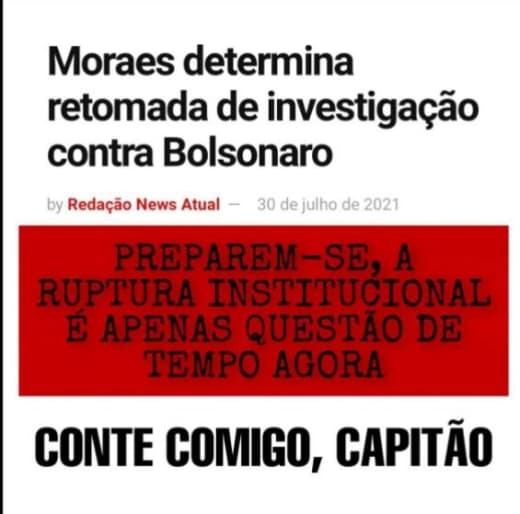 Moraes determina
retomada de investigação
contra Bolsonaro
by Redação News Atual — 30 de julho de 2021
PREPAREM-SE, A
RUPTURA INSTITUCIONAL
É APENAS QUESTÃO DE
TEMPO AGORA
CONTE COMIGO, CAPITÃO